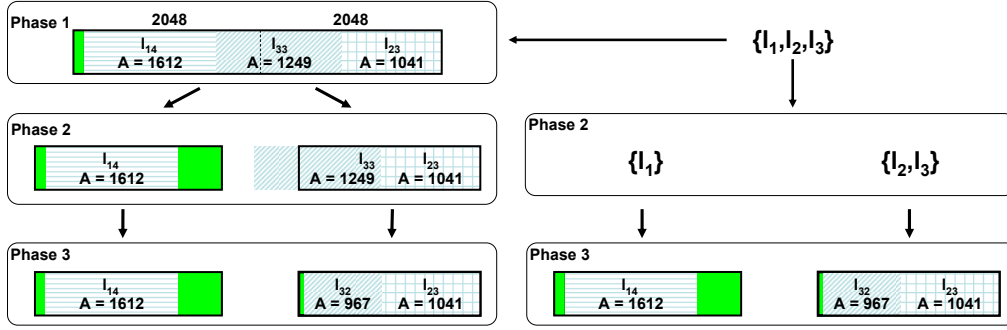 Phase 1
2048 2048
I14 I33 I23
A = 1612 A = 1249 A = 1041
{I1,I2,I3}
Phase 2
I14 I33 I23
A = 1612 A = 1249 A = 1041
Phase 2
{I1} {I2,I3}
Phase 3
I14 I32 I23
A = 1612 A = 967 A = 1041
Phase 3
I14 I32 I23
A = 1612 A = 967 A = 1041